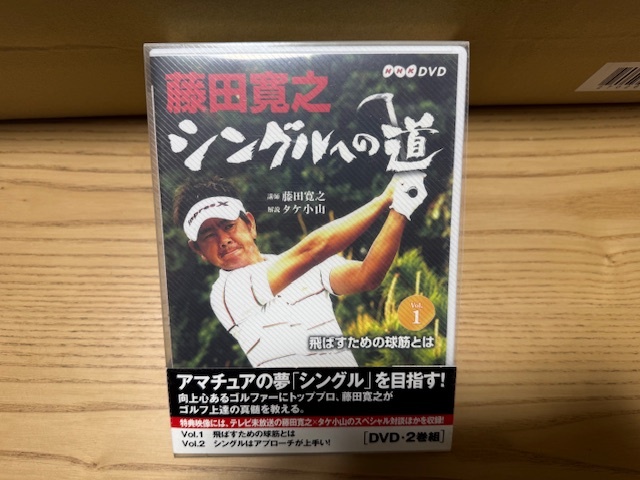 NHK DVD
藤田寛之
シングルへの道
講師 藤田寛之
解説 タケ小山
inpres X
Vol. 1
飛ばすための球筋とは
アマチュアの夢「シングル」を目指す!
向上心あるゴルファーにトッププロ、藤田寛之が
ゴルフ上達の真髄を教える。
特典映像には、テレビ未放送の藤田寛之×タケ小山のスペシャル対談ほかを収録!
Vol.1 飛ばすための球筋とは
Vol.2 シングルはアプローチが上手い!
[DVD・2巻組]